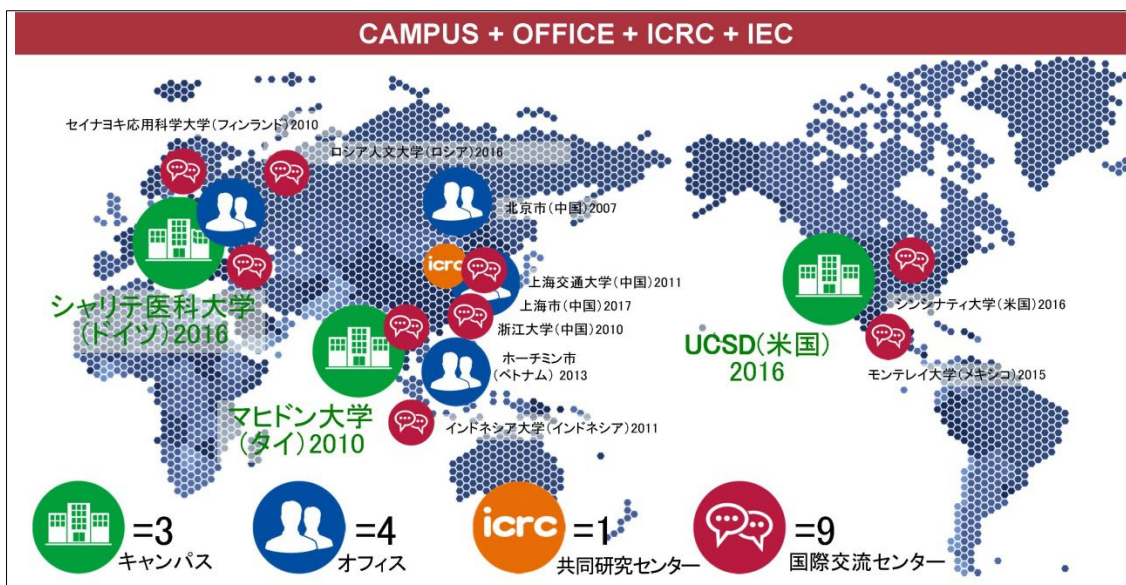 CAMPUS + OFFICE + ICRC + IEC
セイナヨキ応用科学大学(フィンランド)2010
ロシア人文大学(ロシア)2016
北京市(中国)2007
icrc
上海交通大学(中国)2011
上海市(中国)2017
浙江大学(中国)2010
シャリテ医科大学
(ドイツ)2016
ホーチミン市
(ベトナム) 2013
マヒドン大学
(タイ)2010
インドネシア大学(インドネシア)2011
シンシナティ大学(米国)2016
UCSD(米国)
2016
モンテレイ大学(メキシコ)2015
=3
キャンパス
=4
オフィス
icrc
=1
共同研究センター
=9
国際交流センター